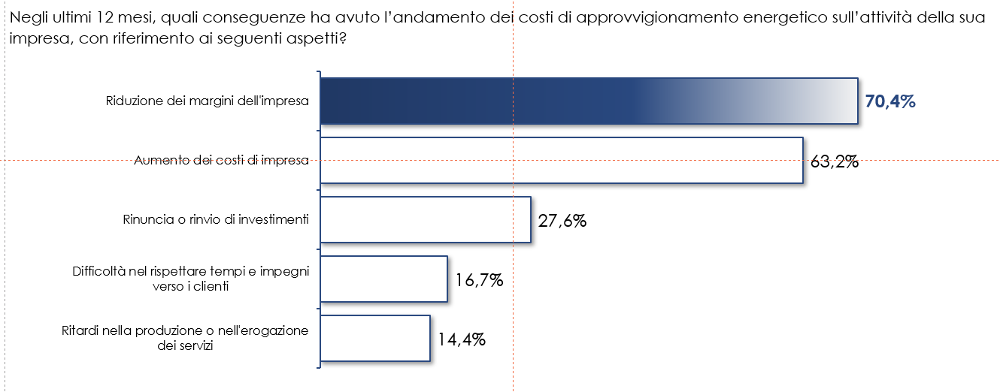 Negli ultimi 12 mesi, quali conseguenze ha avuto l'andamento dei costi di approvvigionamento energetico sull'attività della sua
impresa, con riferimento ai seguenti aspetti?
Riduzione dei margini dell'impresa
70,4%
Aumento dei costi di impresa
63,2%
Rinuncia o rinvio di investimenti
27,6%
Difficoltà nel rispettare tempi e impegni
verso i clienti
16,7%
Ritardi nella produzione o nell'erogazione
dei servizi
14,4%